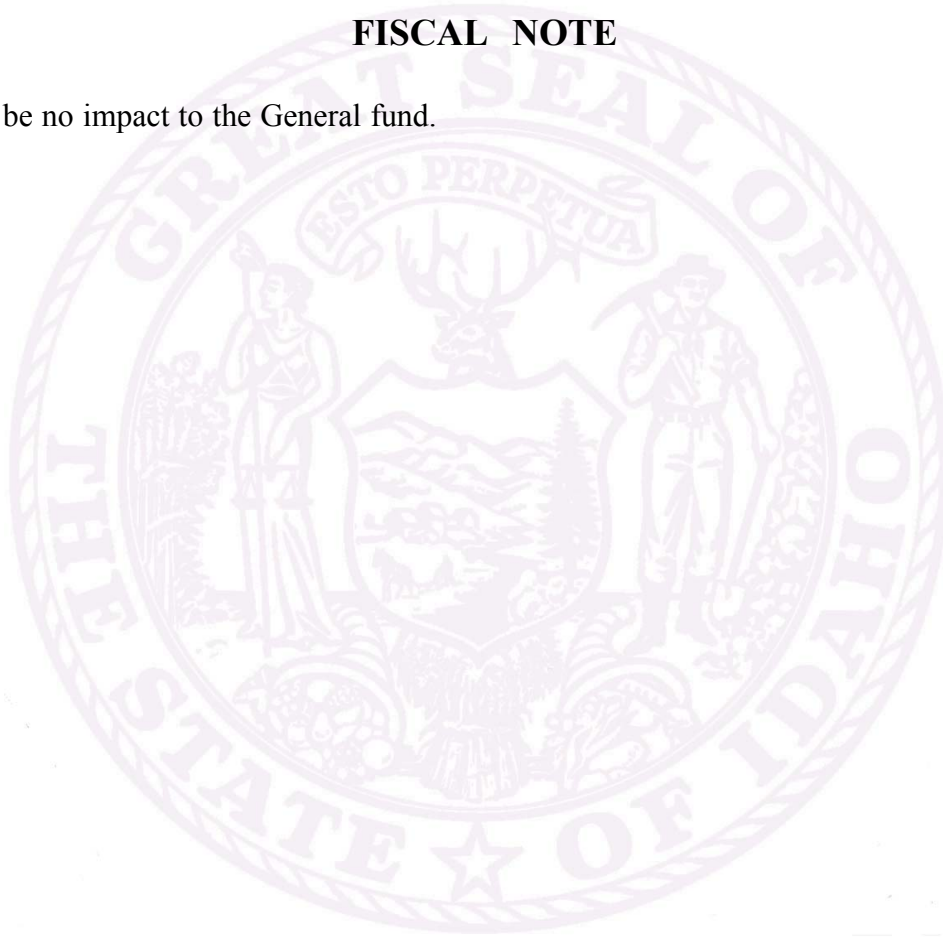 FISCAL NOTE
be no impact to the General fund.
GREAT SEAL OF
ESTO PERPETUA
THE STATE OF IDAHO